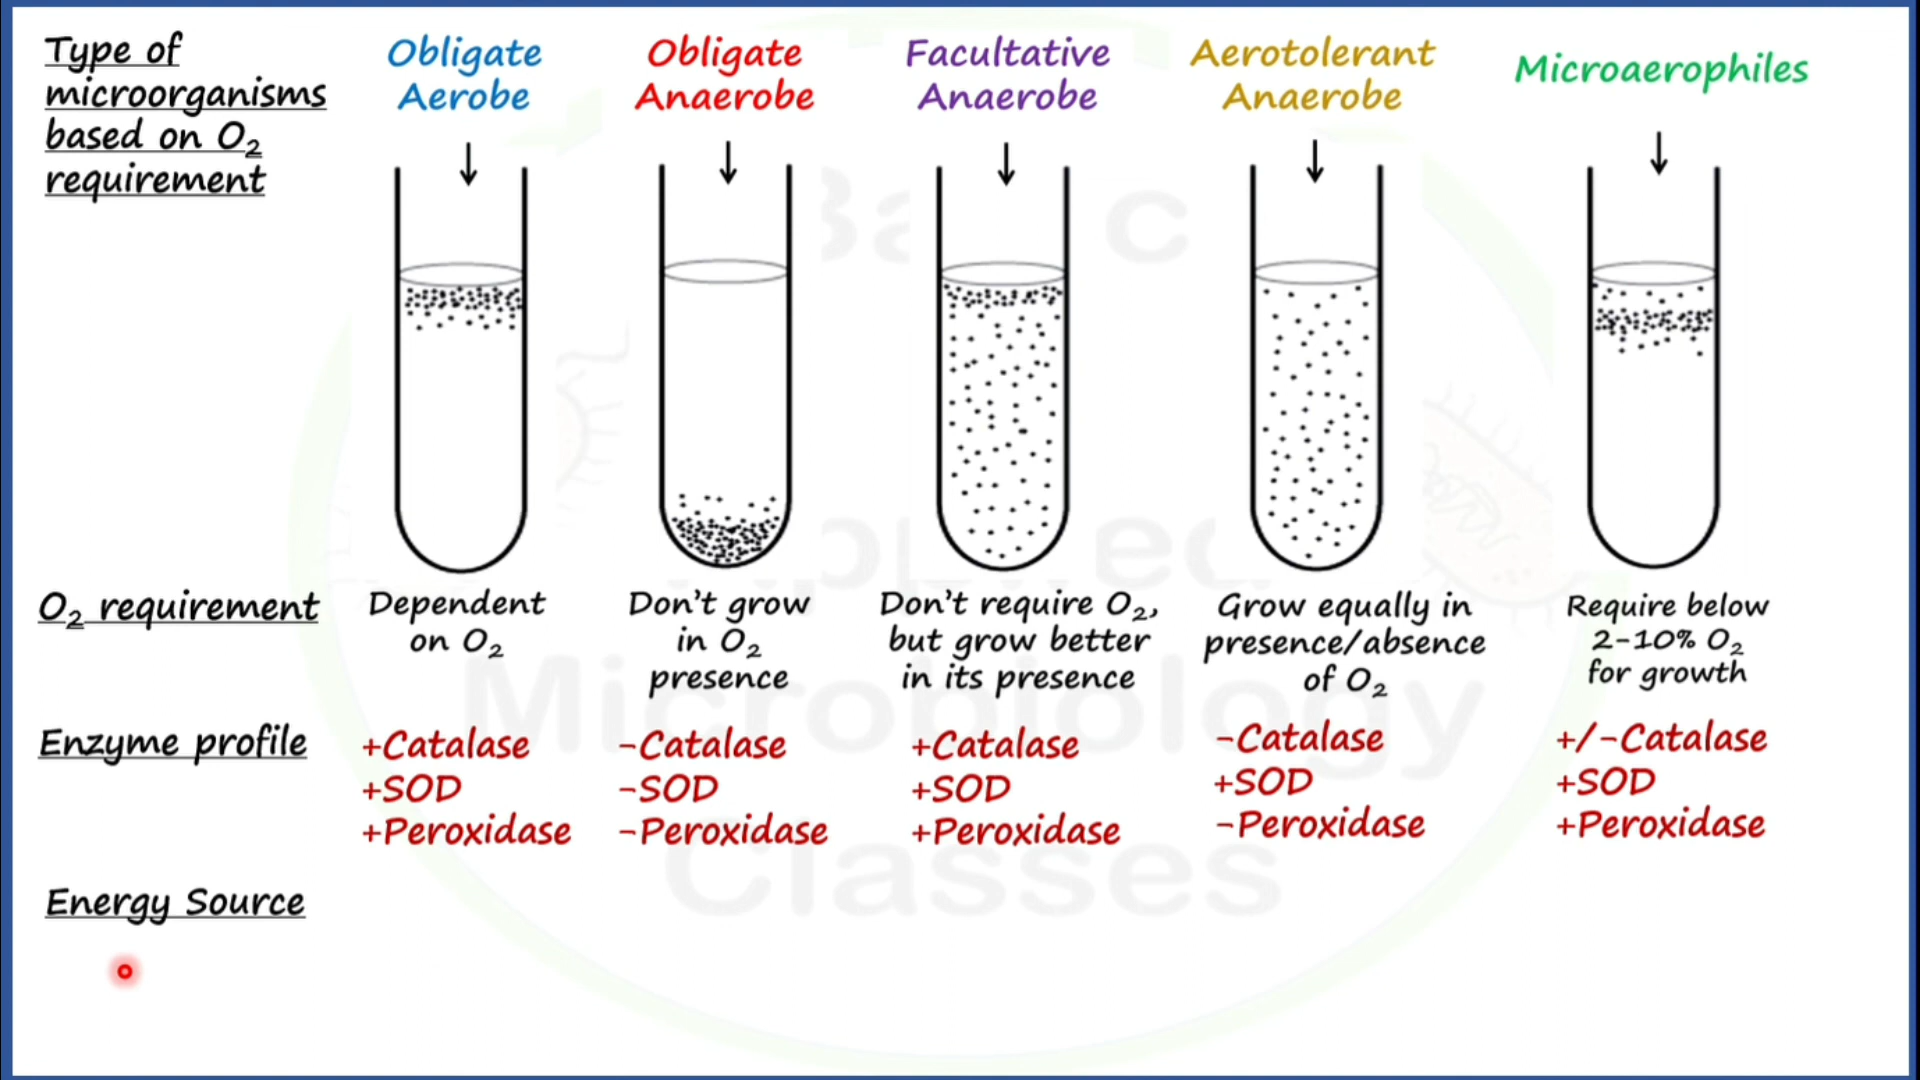 Type of
microorganisms
based on O₂
requirement
Obligate
Aerobe
Obligate
Anaerobe
Facultative
Anaerobe
Aerotolerant
Anaerobe
Microaerophiles
O₂ requirement
Dependent
on O₂
Don't grow
in O₂
presence
Don't require O₂,
but grow better
in its presence
Grow equally in
presence/absence
of O₂
Require below
2-10% O₂
for growth
Enzyme profile
+Catalase
+SOD
+Peroxidase
-Catalase
-SOD
-Peroxidase
+Catalase
+SOD
+Peroxidase
-Catalase
+SOD
-Peroxidase
+/-Catalase
+SOD
+Peroxidase
Energy Source
Microbiology
Classes